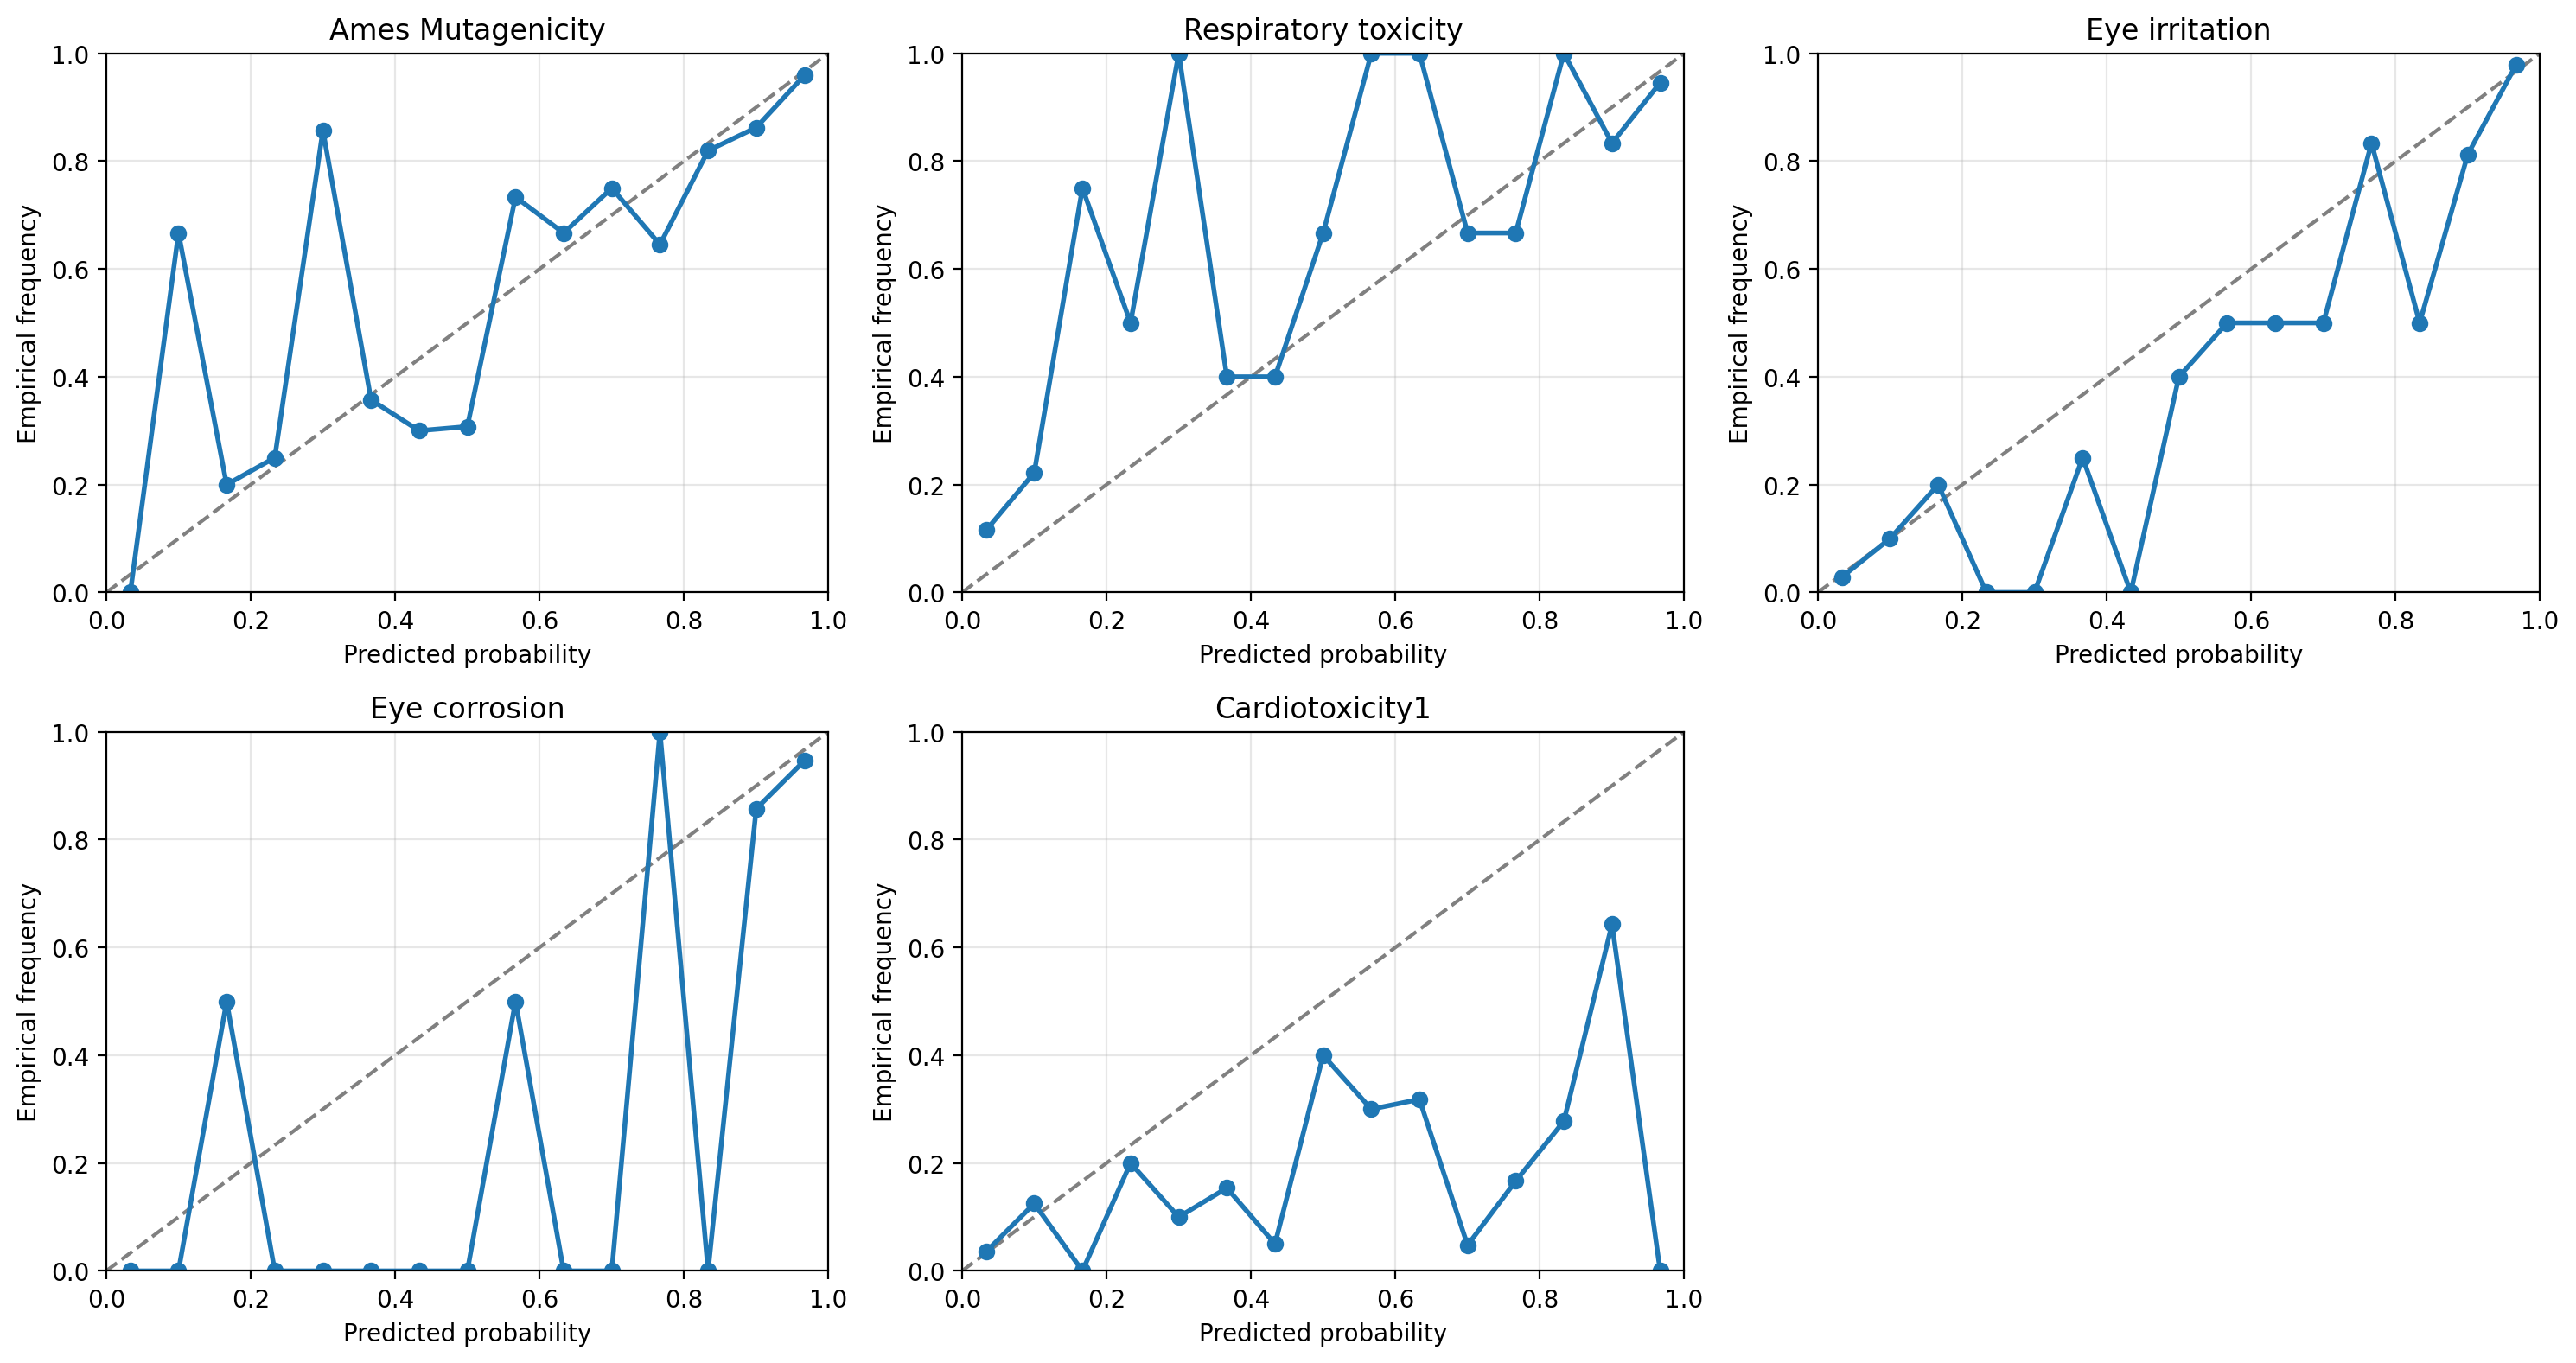 Ames Mutagenicity
1.0
0.8
0.6
0.4
0.2
0.0
Empirical frequency
0.0 0.2 0.4 0.6 0.8 1.0
Predicted probability
Respiratory toxicity
1.0
0.8
0.6
0.4
0.2
0.0
Empirical frequency
0.0 0.2 0.4 0.6 0.8 1.0
Predicted probability
Eye irritation
1.0
0.8
0.6
0.4
0.2
0.0
Empirical frequency
0.0 0.2 0.4 0.6 0.8 1.0
Predicted probability
Eye corrosion
1.0
0.8
0.6
0.4
0.2
0.0
Empirical frequency
0.0 0.2 0.4 0.6 0.8 1.0
Predicted probability
Cardiotoxicity1
1.0
0.8
0.6
0.4
0.2
0.0
Empirical frequency
0.0 0.2 0.4 0.6 0.8 1.0
Predicted probability